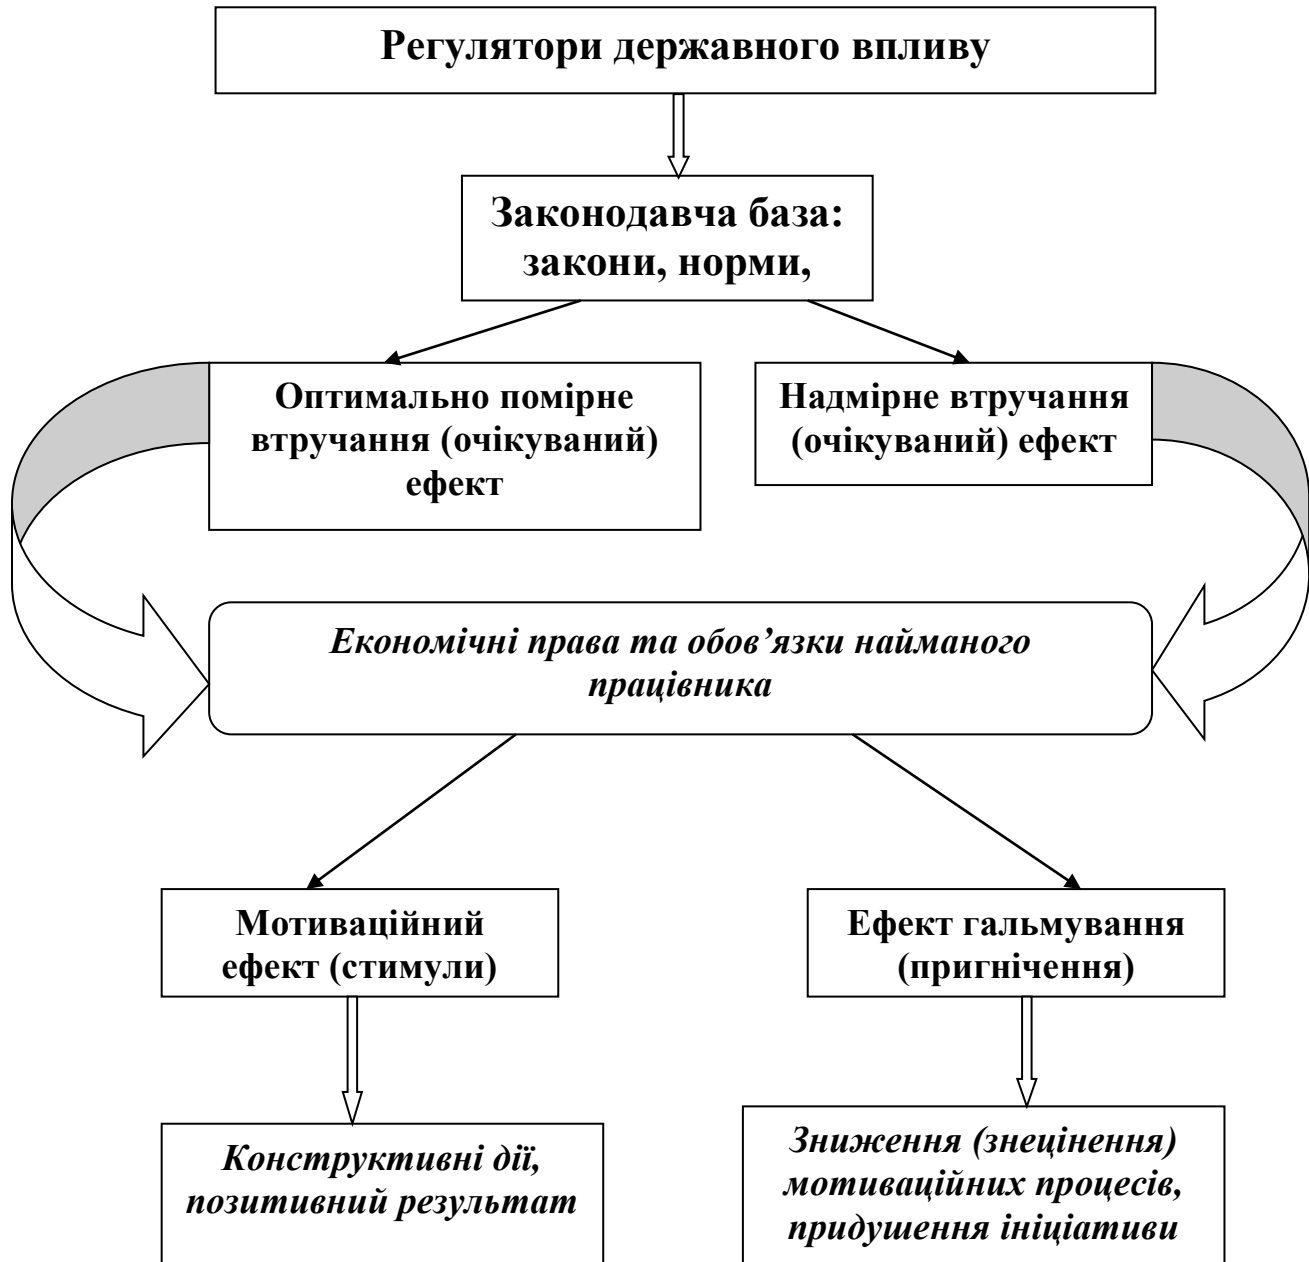 Регулятори державного впливу
Законодавча база:
закони, норми,
Оптимально помірне
втручання (очікуваний)
ефект
Надмірне втручання
(очікуваний) ефект
Економічні права та обов’язки найманого
працівника
Мотиваційний
ефект (стимули)
Ефект гальмування
(пригнічення)
Конструктивні дії,
позитивний результат
Зниження (знецінення)
мотиваційних процесів,
придушення ініціативи